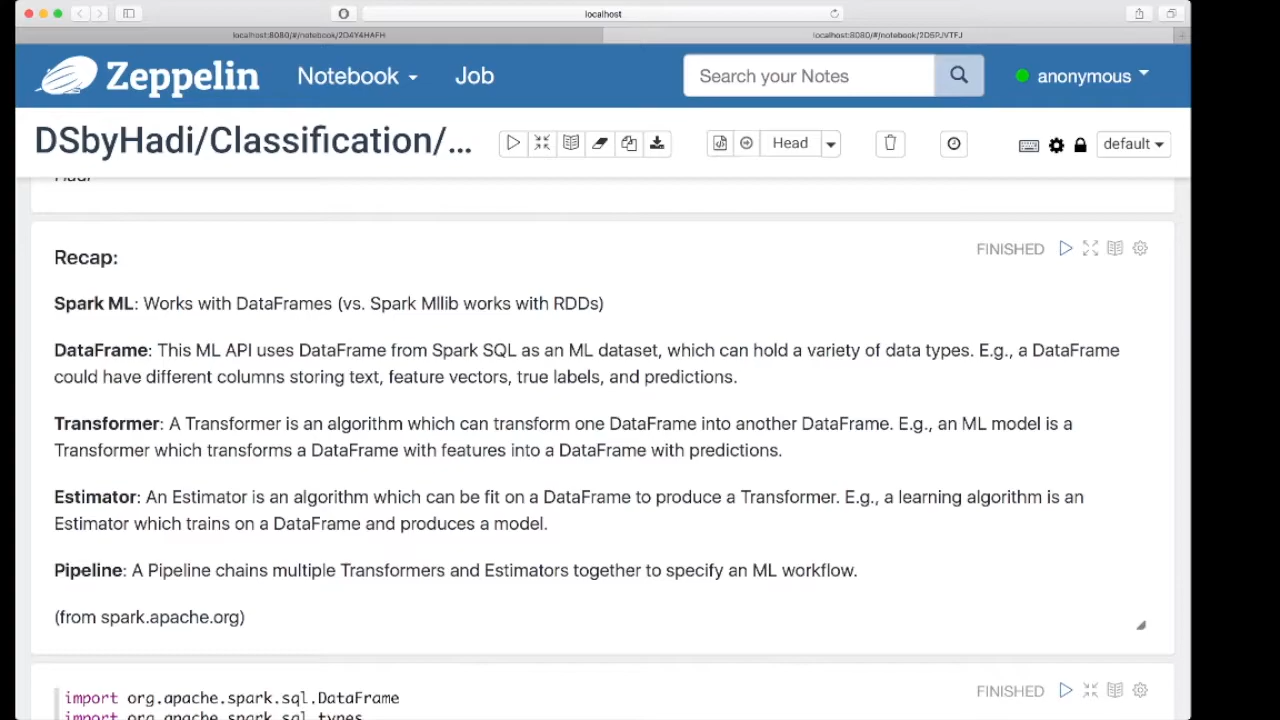 localhost
localhost:8080/#/notebook/2D4Y4HAFH
localhost:8080/#/notebook/2D6PJVTFJ
Zeppelin Notebook Job Search your Notes anonymous
DSbyHadi/Classification/... Head default
Hadi
Recap: FINISHED
Spark ML: Works with DataFrames (vs. Spark Mllib works with RDDs)
DataFrame: This ML API uses DataFrame from Spark SQL as an ML dataset, which can hold a variety of data types. E.g., a DataFrame
could have different columns storing text, feature vectors, true labels, and predictions.
Transformer: A Transformer is an algorithm which can transform one DataFrame into another DataFrame. E.g., an ML model is a
Transformer which transforms a DataFrame with features into a DataFrame with predictions.
Estimator: An Estimator is an algorithm which can be fit on a DataFrame to produce a Transformer. E.g., a learning algorithm is an
Estimator which trains on a DataFrame and produces a model.
Pipeline: A Pipeline chains multiple Transformers and Estimators together to specify an ML workflow.
(from spark.apache.org)
FINISHED
import org.apache.spark.sql.DataFrame
import org.apache.spark.sql.types